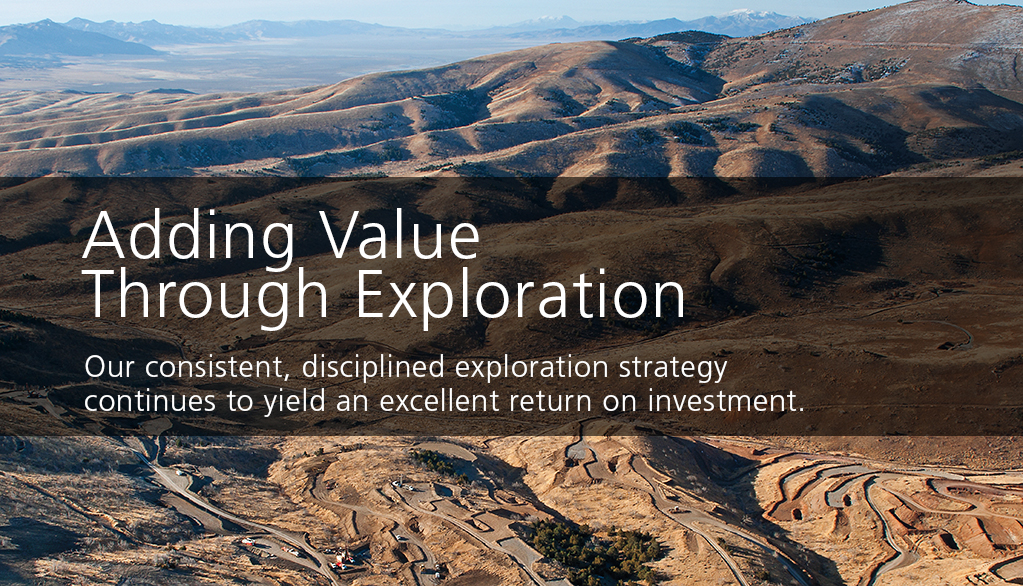 Adding Value
Through Exploration
Our consistent, disciplined exploration strategy
continues to yield an excellent return on investment.